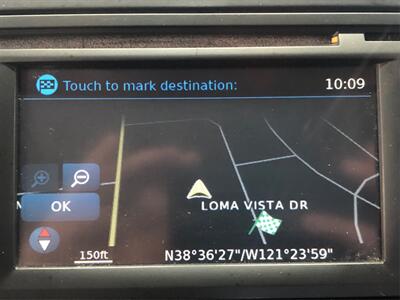 Touch to mark destination:
10:09
OK
LOMA VISTA DR
150ft
N38°36'27"/W121°23'59"